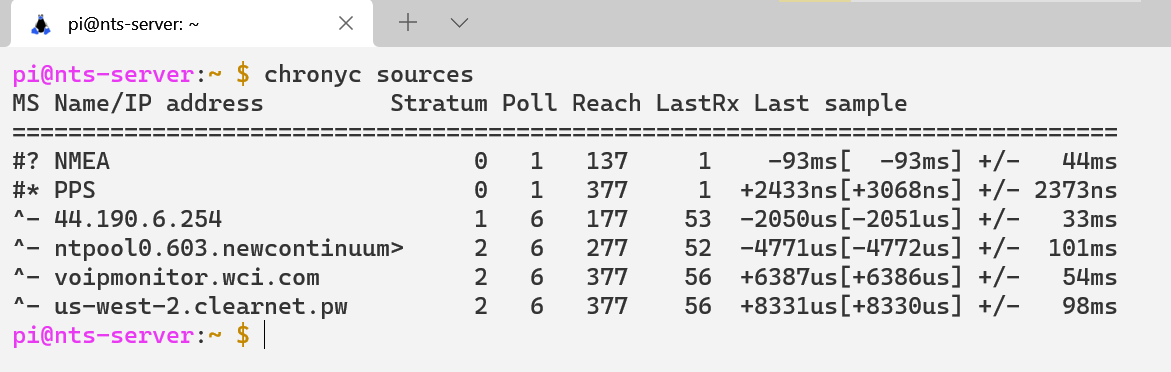 pi@nts-server: ~
pi@nts-server:~ $ chronyc sources
MS Name/IP address         Stratum Poll Reach LastRx Last sample
===============================================================================
#? NMEA                          0   1   137     1    -93ms[  -93ms] +/-   44ms
#* PPS                           0   1   377     1  +2433ns[+3068ns] +/- 2373ns
^- 44.190.6.254                  1   6   177    53  -2050us[-2051us] +/-   33ms
^- ntpool0.603.newcontinuum>     2   6   277    52  -4771us[-4772us] +/-  101ms
^- voipmonitor.wci.com           2   6   377    56  +6387us[+6386us] +/-   54ms
^- us-west-2.clearnet.pw         2   6   377    56  +8331us[+8330us] +/-   98ms
pi@nts-server:~ $